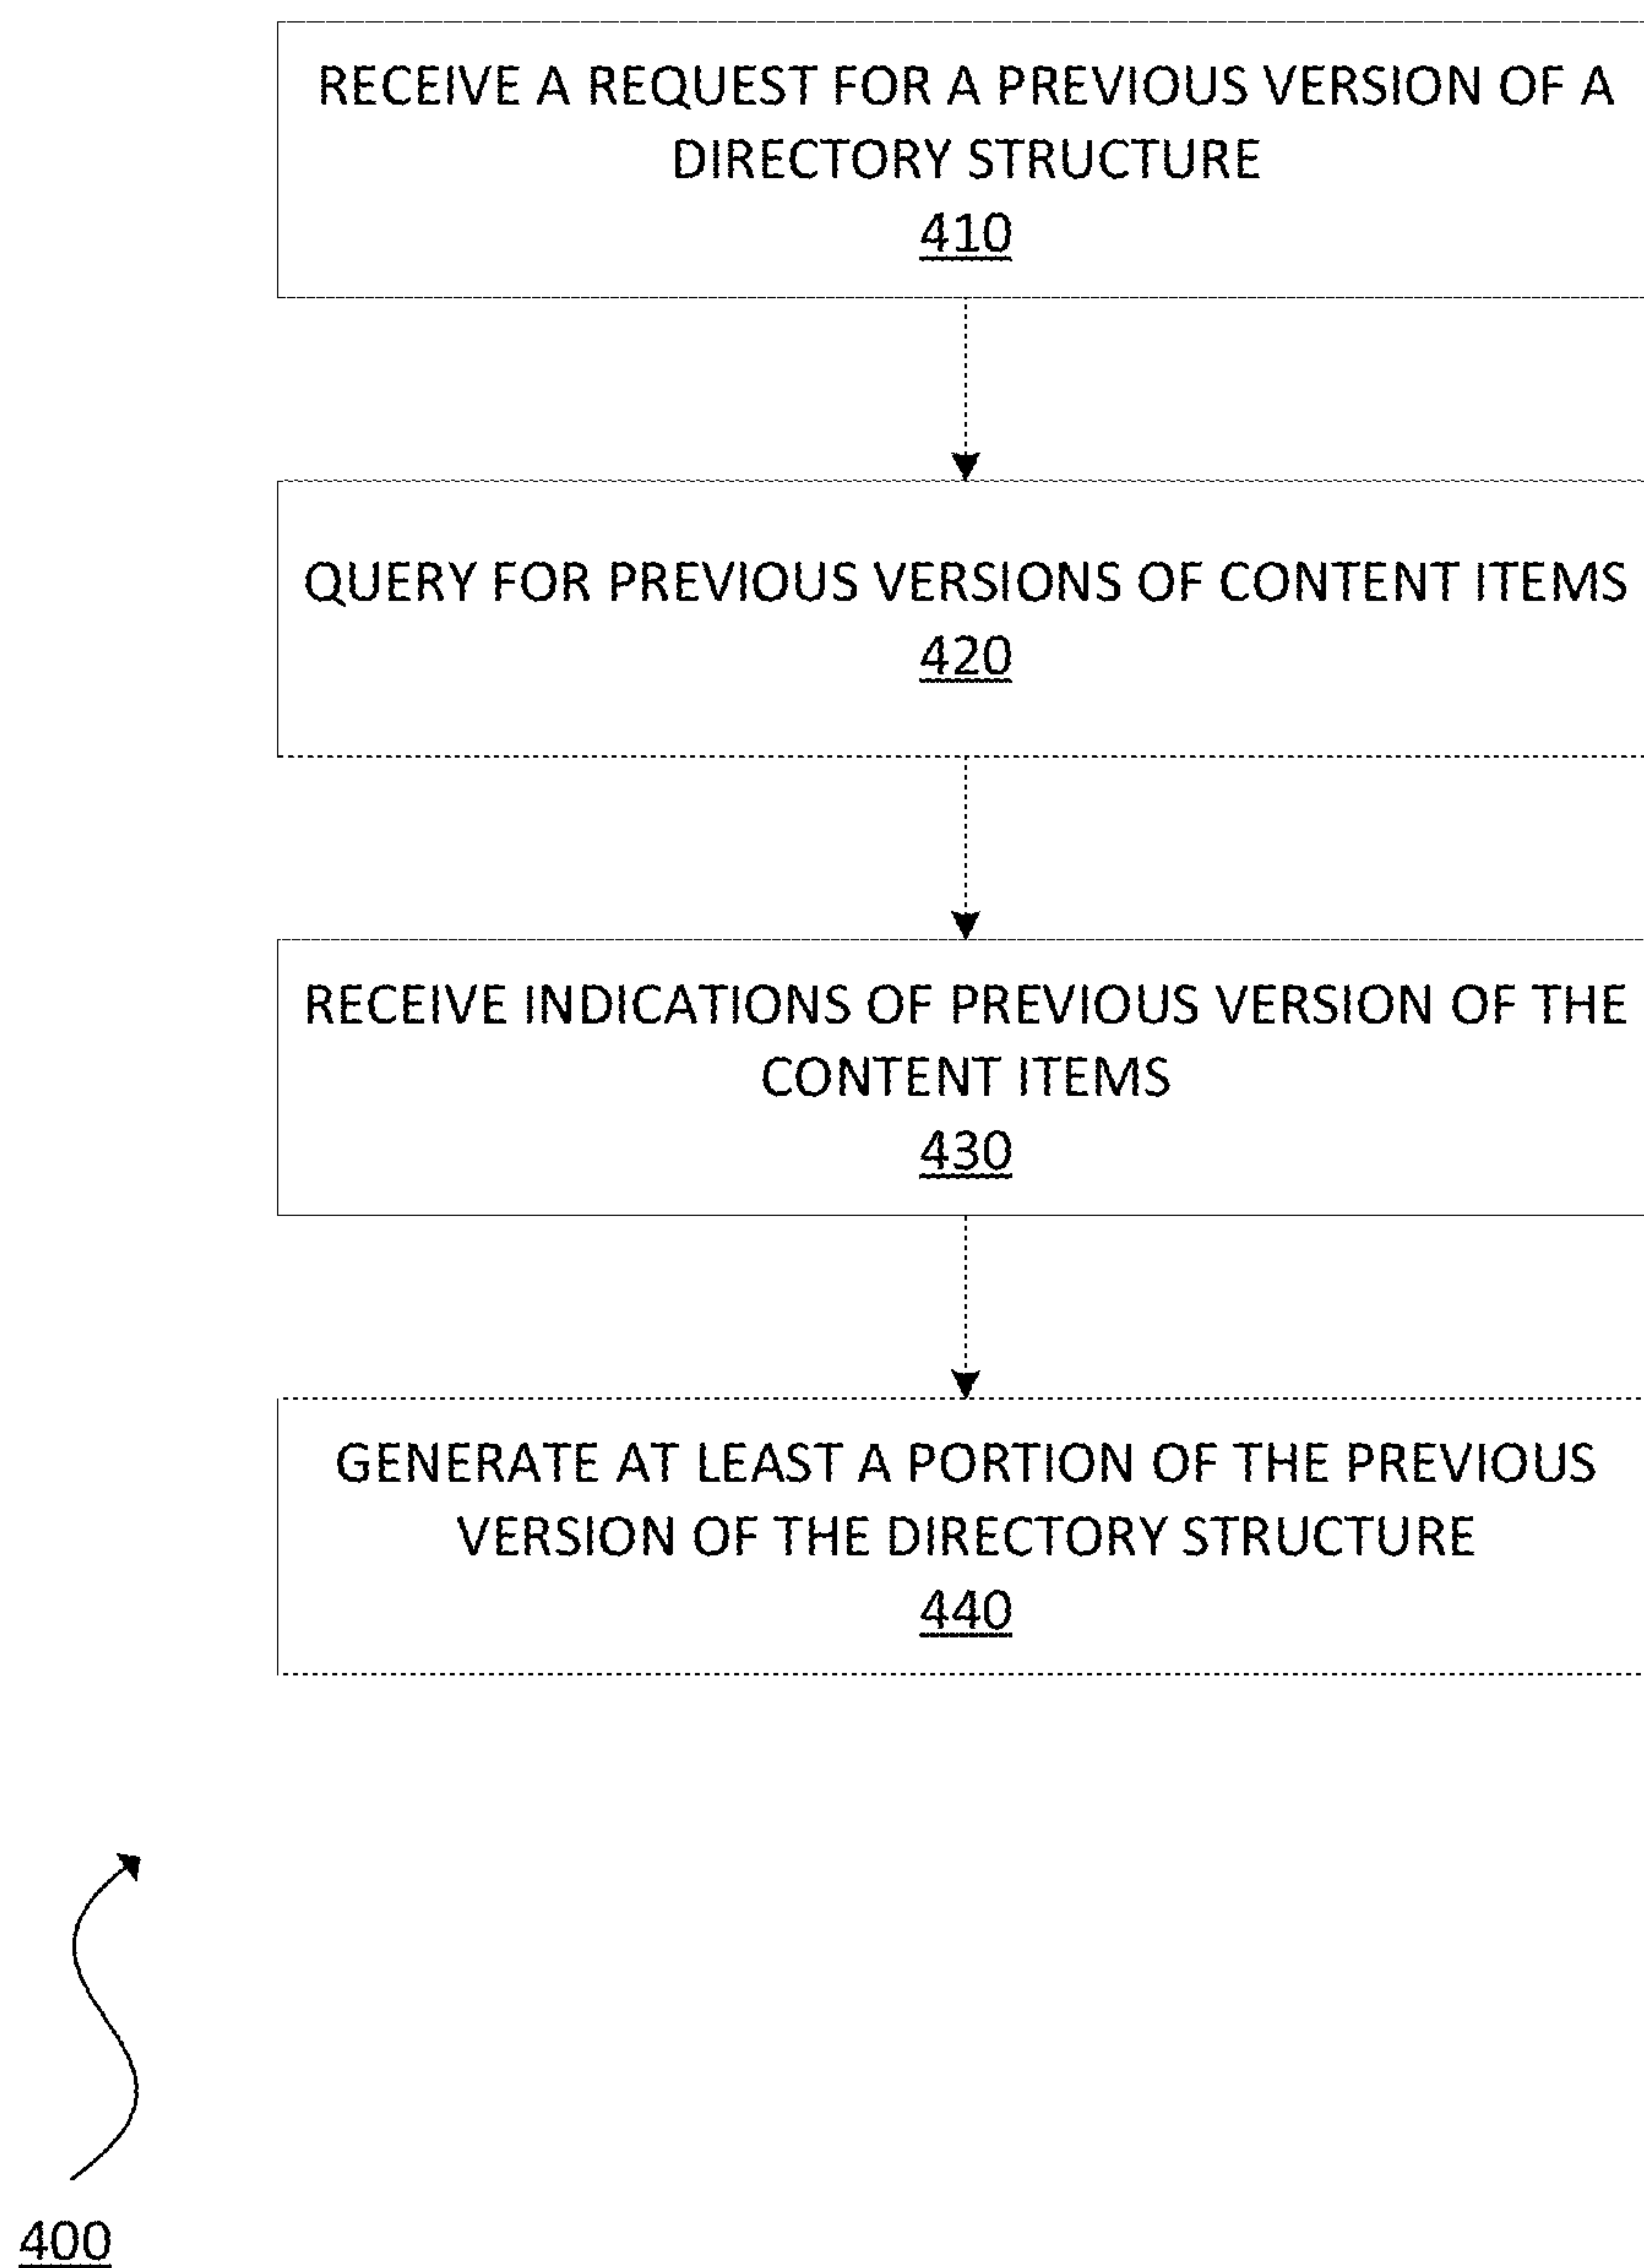 RECEIVE A REQUEST FOR A PREVIOUS VERSION OF A
DIRECTORY STRUCTURE
410
QUERY FOR PREVIOUS VERSIONS OF CONTENT ITEMS
420
RECEIVE INDICATIONS OF PREVIOUS VERSION OF THE
CONTENT ITEMS
430
GENERATE AT LEAST A PORTION OF THE PREVIOUS
VERSION OF THE DIRECTORY STRUCTURE
440
400